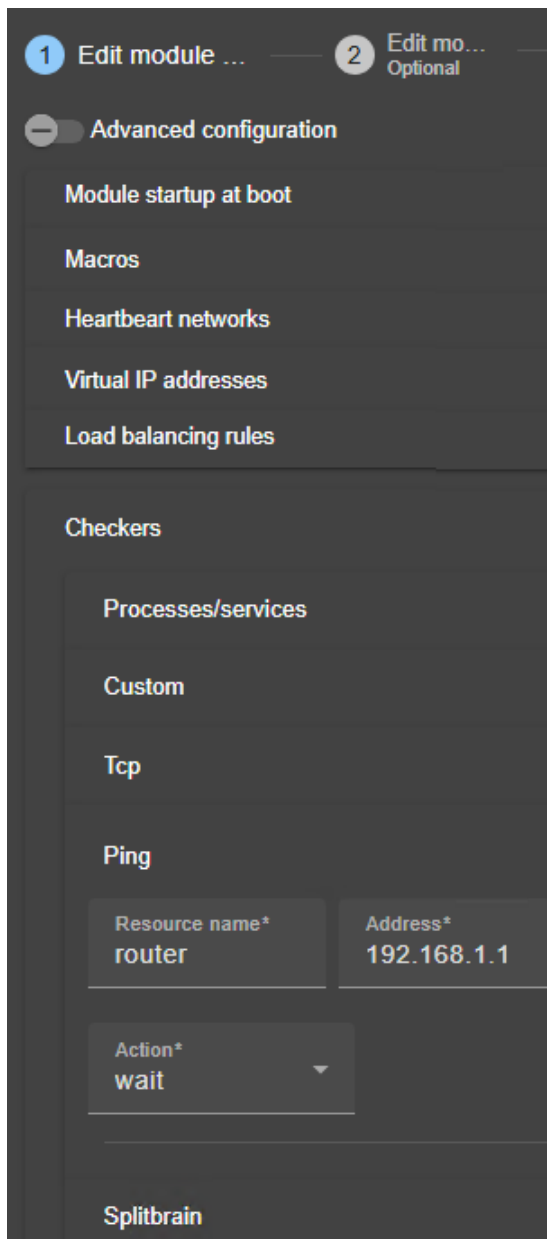 1 Edit module ...
2 Edit mo...
Optional
Advanced configuration
Module startup at boot
Macros
Heartbeart networks
Virtual IP addresses
Load balancing rules
Checkers
Processes/services
Custom
Tcp
Ping
Resource name* Address*
router 192.168.1.1
Action*
wait
Splitbrain